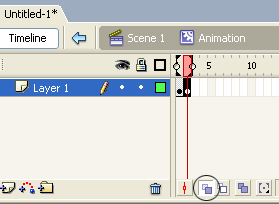 Untitled-1*
Timeline Scene 1 Animation
5 10
Layer 1